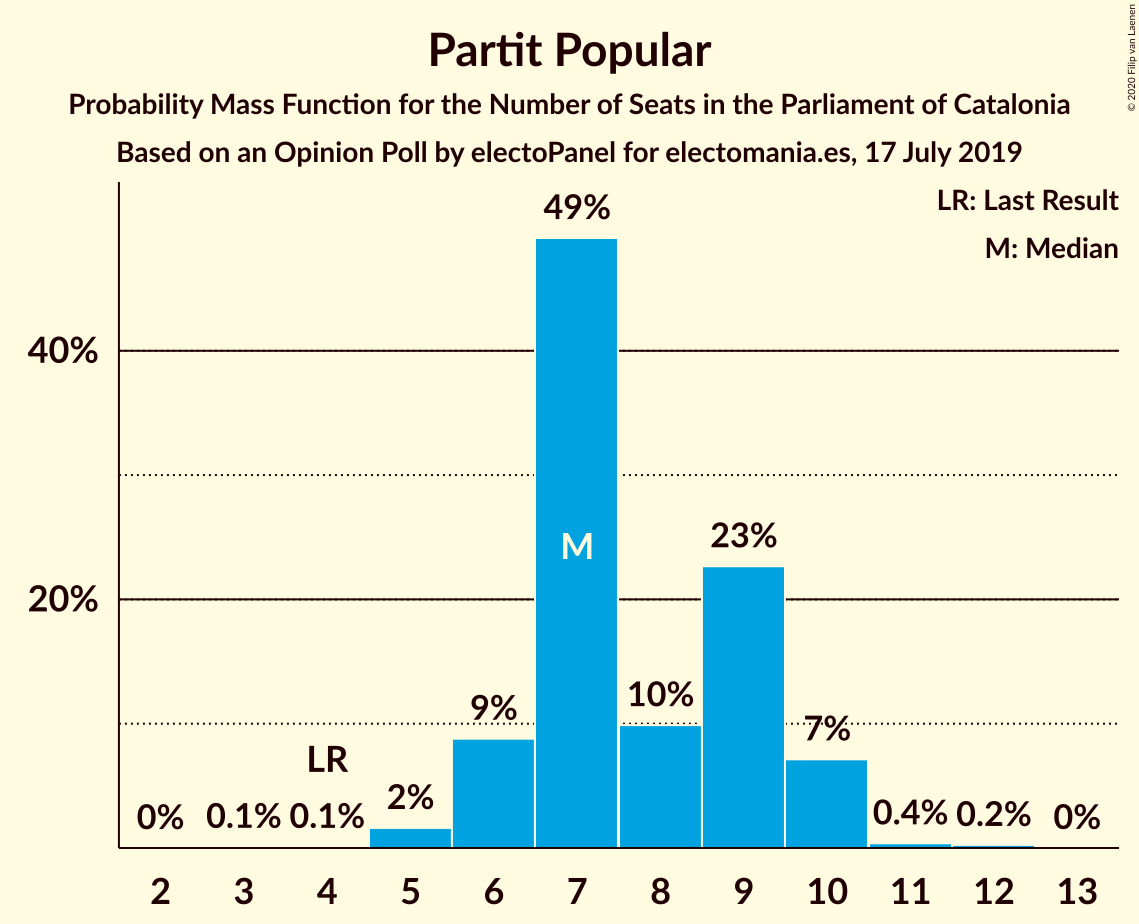 Partit Popular
Probability Mass Function for the Number of Seats in the Parliament of Catalonia
Based on an Opinion Poll by electoPanel for electomania.es, 17 July 2019
© 2020 Filip van Laenen
LR: Last Result
M: Median
49%
40%
M
23%
20%
10%
9%
7%
LR
2%
0% 0.1% 0.1% 0.4% 0.2% 0%
2 3 4 5 6 7 8 9 10 11 12 13